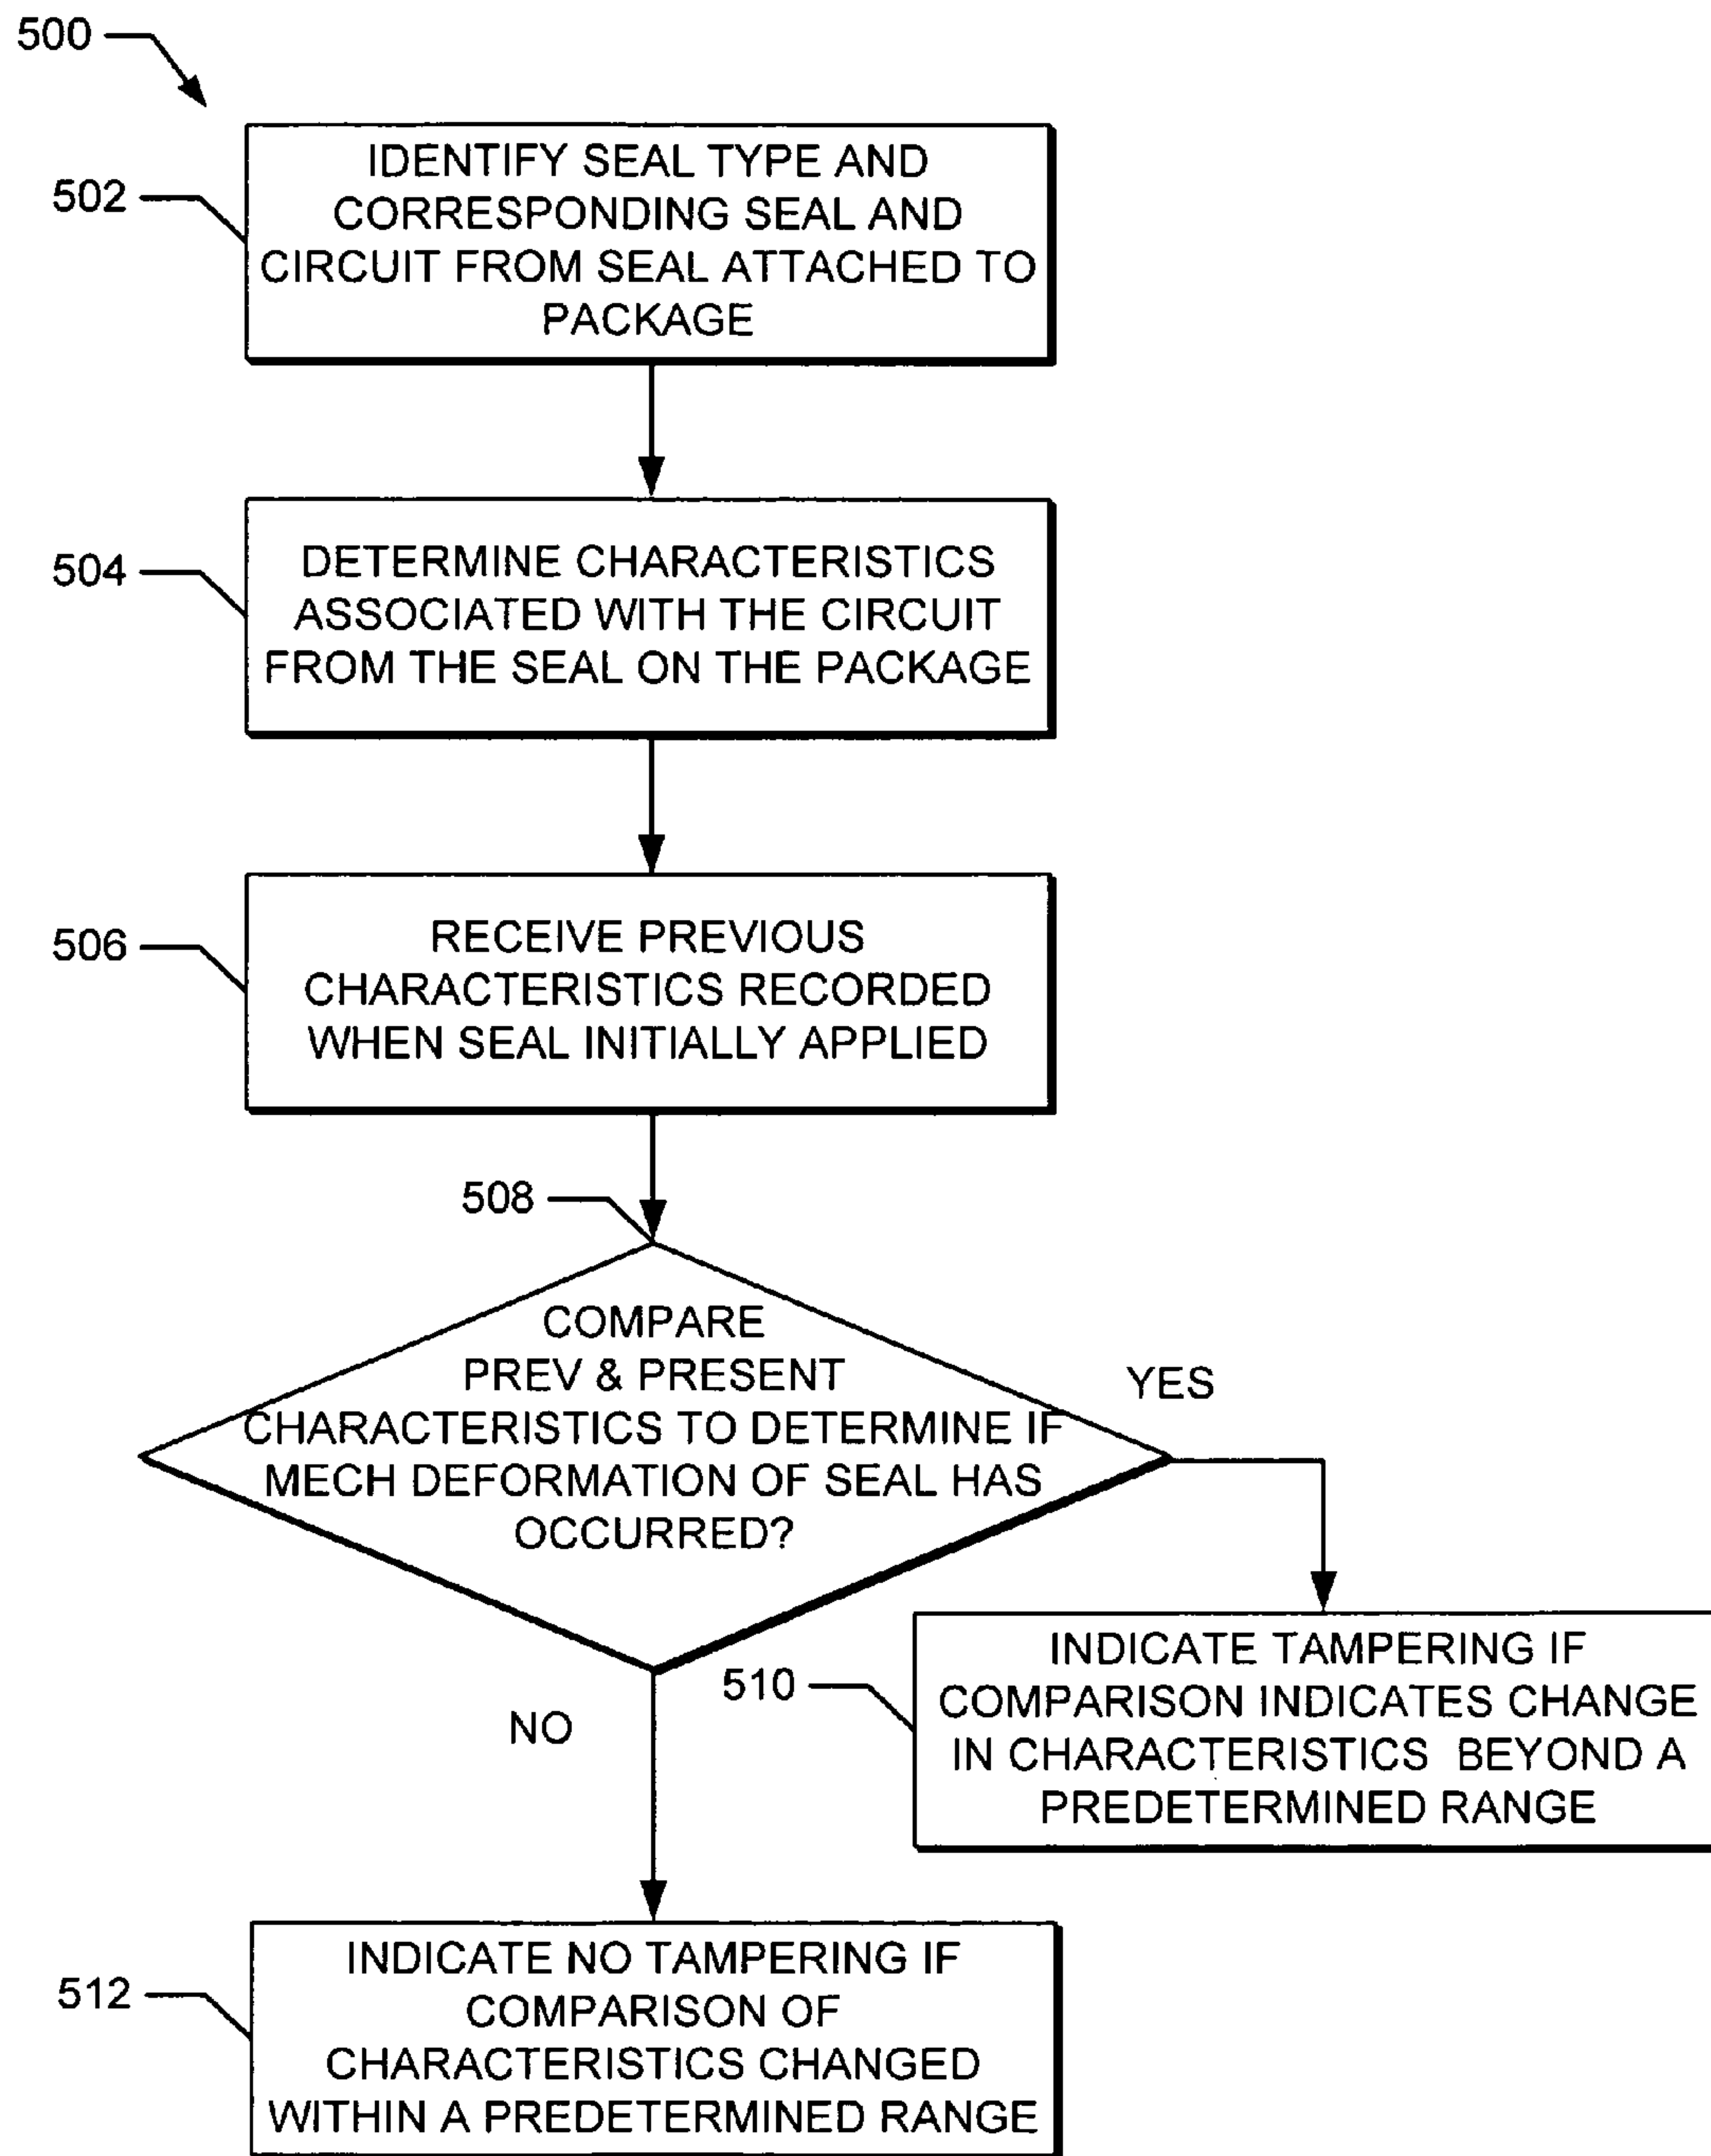 500
502
IDENTIFY SEAL TYPE AND
CORRESPONDING SEAL AND
CIRCUIT FROM SEAL ATTACHED TO
PACKAGE
504
DETERMINE CHARACTERISTICS
ASSOCIATED WITH THE CIRCUIT
FROM THE SEAL ON THE PACKAGE
506
RECEIVE PREVIOUS
CHARACTERISTICS RECORDED
WHEN SEAL INITIALLY APPLIED
508
COMPARE
PREV & PRESENT
CHARACTERISTICS TO DETERMINE IF
MECH DEFORMATION OF SEAL HAS
OCCURRED?
YES
510
INDICATE TAMPERING IF
COMPARISON INDICATES CHANGE
IN CHARACTERISTICS BEYOND A
PREDETERMINED RANGE
NO
512
INDICATE NO TAMPERING IF
COMPARISON OF
CHARACTERISTICS CHANGED
WITHIN A PREDETERMINED RANGE